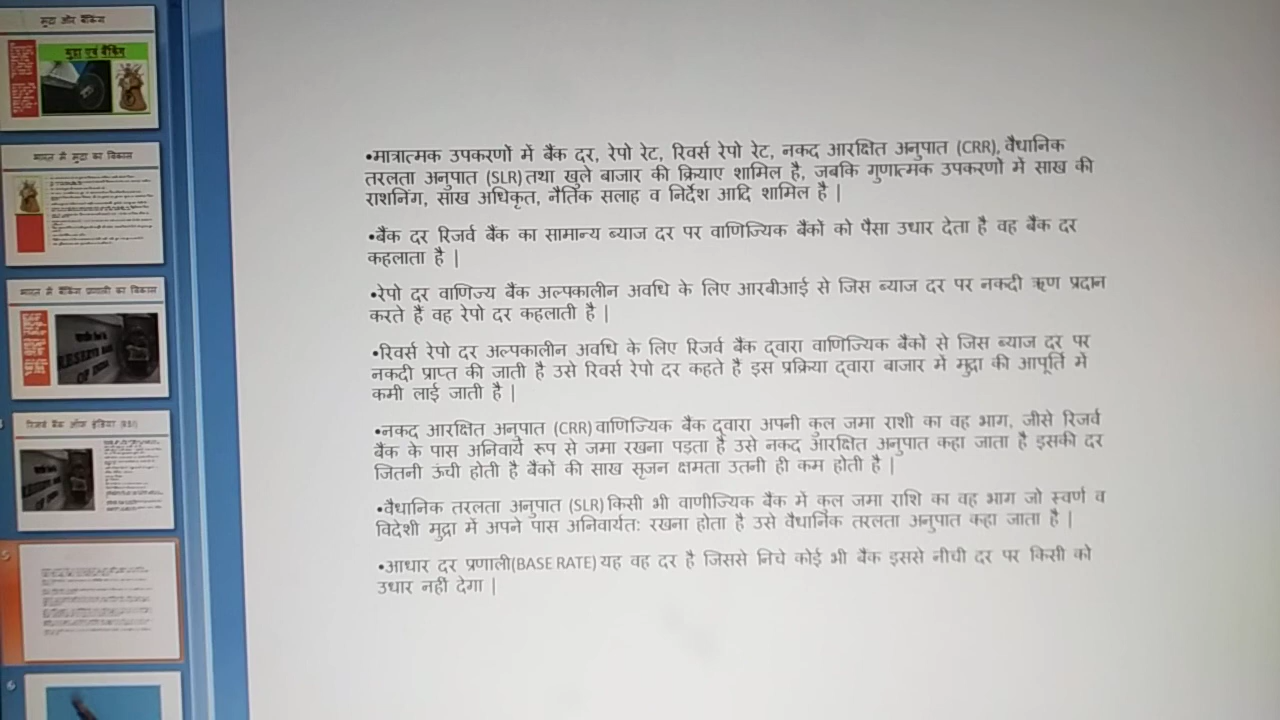 मुद्रा और बैंकिंग
मुद्रा एवं बैंकिंग
भारत में मुद्रा का विकास
भारत में बैंकिंग प्रणाली का विकास
रिजर्व बैंक ऑफ इंडिया (RBI)
•मात्रात्मक उपकरणों में बैंक दर, रेपो रेट, रिवर्स रेपो रेट, नकद आरक्षित अनुपात (CRR), वैधानिक
तरलता अनुपात (SLR) तथा खुले बाजार की क्रियाए शामिल है, जबकि गुणात्मक उपकरणों में साख की
राशनिंग, साख अधिकृत, नैतिक सलाह व निर्देश आदि शामिल है |
•बैंक दर रिजर्व बैंक का सामान्य ब्याज दर पर वाणिज्यिक बैंकों को पैसा उधार देता है वह बैंक दर
कहलाता है |
•रेपो दर वाणिज्य बैंक अल्पकालीन अवधि के लिए आरबीआई से जिस ब्याज दर पर नकदी ऋण प्रदान
करते हैं वह रेपो दर कहलाती है |
•रिवर्स रेपो दर अल्पकालीन अवधि के लिए रिजर्व बैंक द्वारा वाणिज्यिक बैंकों से जिस ब्याज दर पर
नकदी प्राप्त की जाती है उसे रिवर्स रेपो दर कहते है इस प्रक्रिया द्वारा बाजार में मुद्रा की आपूर्ति में
कमी लाई जाती है |
•नकद आरक्षित अनुपात (CRR) वाणिज्यिक बैंक द्वारा अपनी कुल जमा राशी का वह भाग, जीसे रिजर्व
बैंक के पास अनिवार्य रूप से जमा रखना पड़ता है उसे नकद आरक्षित अनुपात कहा जाता है इसकी दर
जितनी ऊंची होती है बैंकों की साख सृजन क्षमता उतनी ही कम होती है |
•वैधानिक तरलता अनुपात (SLR) किसी भी वाणीज्यिक बैंक में कुल जमा राशि का वह भाग जो स्वर्ण व
विदेशी मुद्रा में अपने पास अनिवार्यत: रखना होता है उसे वैधानिक तरलता अनुपात कहा जाता है |
•आधार दर प्रणाली(BASE RATE) यह वह दर है जिससे निचे कोई भी बैंक इससे नीची दर पर किसी को
उधार नहीं देगा |